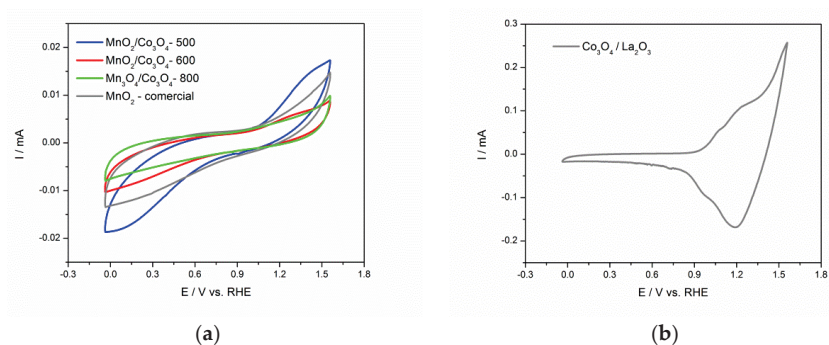 MnO2/Co3O4- 500
MnO2/Co3O4- 600
Mn3O4/Co3O4- 800
MnO2 - comercial
0.02
0.01
0.00
-0.01
-0.02
I / mA
-0.3 0.0 0.3 0.6 0.9 1.2 1.5 1.8
E / V vs. RHE
(a)
Co3O4 / La2O3
0.3
0.2
0.1
0.0
-0.1
-0.2
I / mA
-0.3 0.0 0.3 0.6 0.9 1.2 1.5 1.8
E / V vs. RHE
(b)